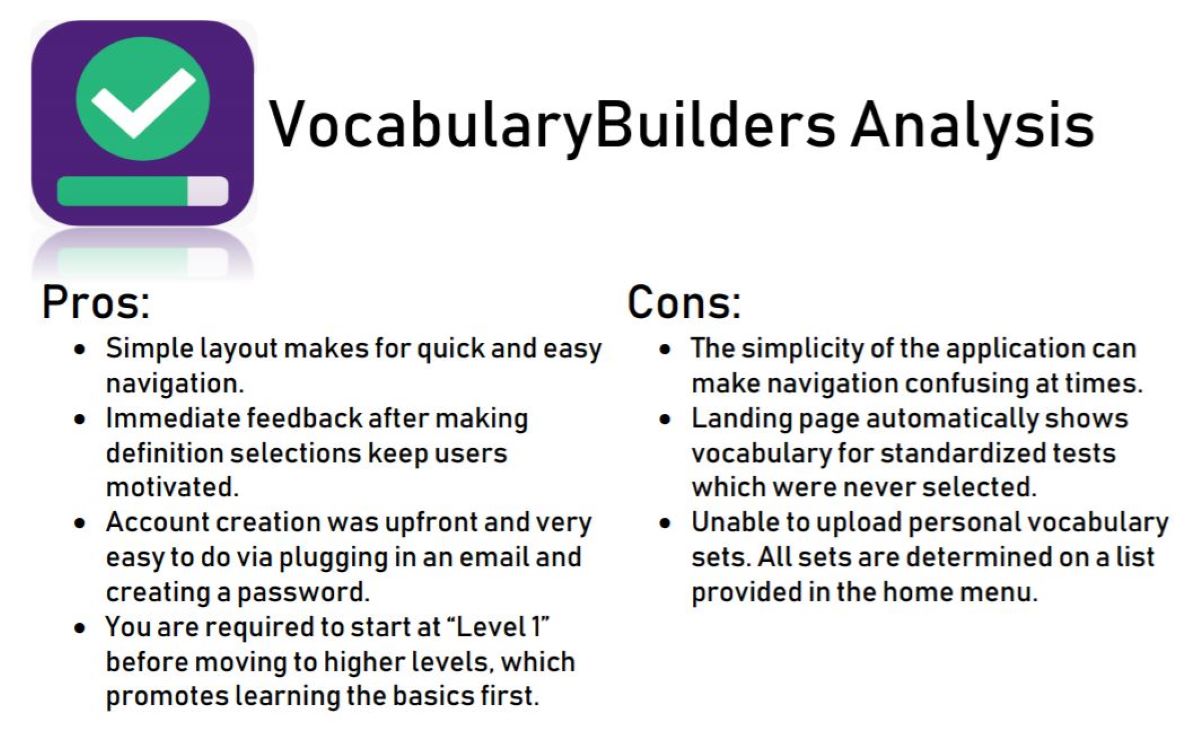 VocabularyBuilders Analysis
Pros:
• Simple layout makes for quick and easy
navigation.
• Immediate feedback after making
definition selections keep users
motivated.
• Account creation was upfront and very
easy to do via plugging in an email and
creating a password.
• You are required to start at “Level 1”
before moving to higher levels, which
promotes learning the basics first.
Cons:
• The simplicity of the application can
make navigation confusing at times.
• Landing page automatically shows
vocabulary for standardized tests
which were never selected.
• Unable to upload personal vocabulary
sets. All sets are determined on a list
provided in the home menu.